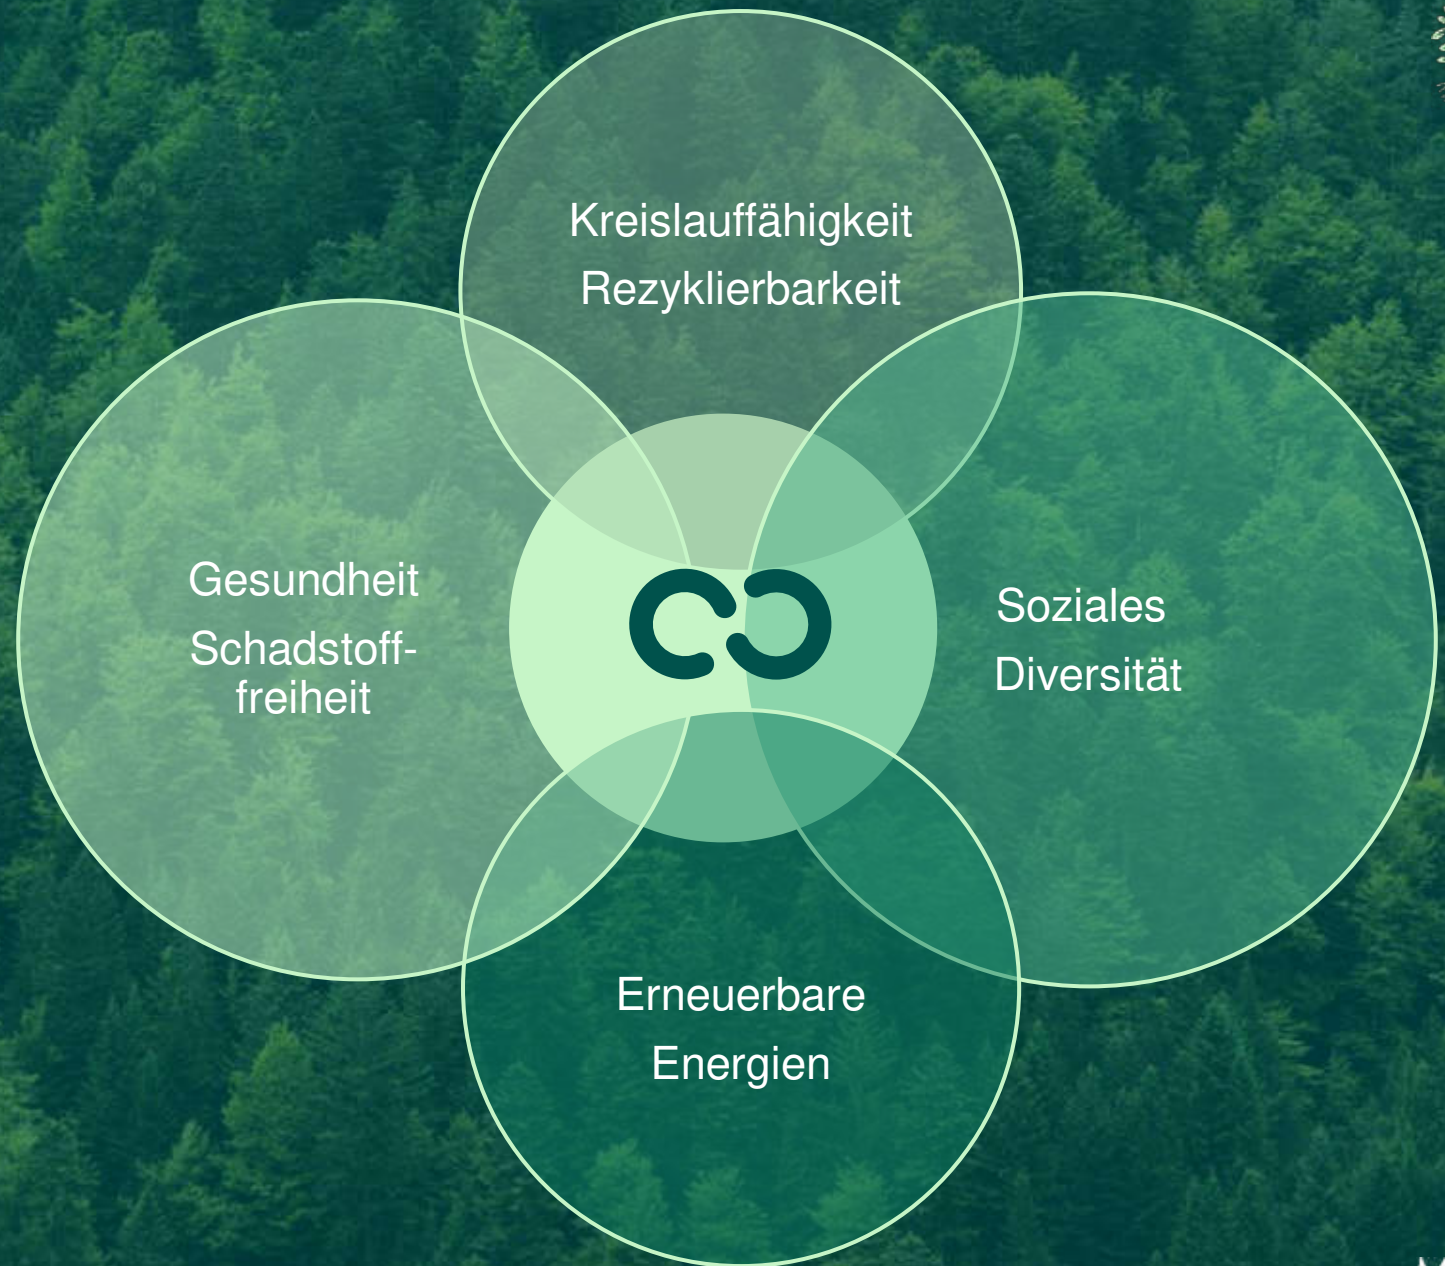 Kreislauffähigkeit
Rezyklierbarkeit
Gesundheit
Schadstoff-
freiheit
Soziales
Diversität
Erneuerbare
Energien